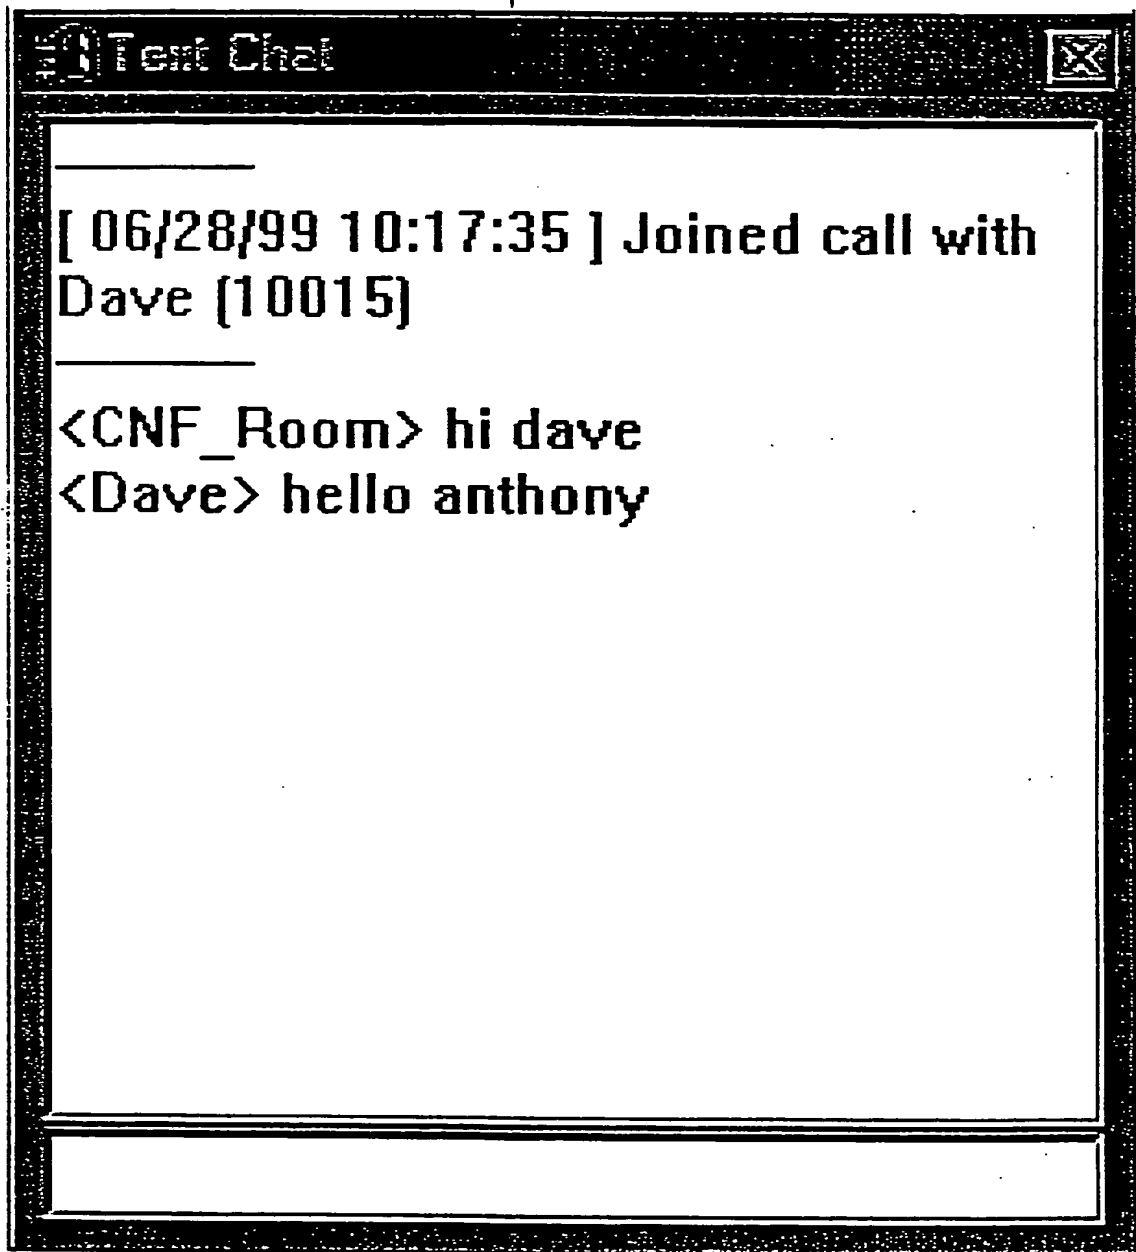 Text Chat
[ 06/28/99 10:17:35 ] Joined call with
Dave [10015]
<CNF_Room> hi dave
<Dave> hello anthony